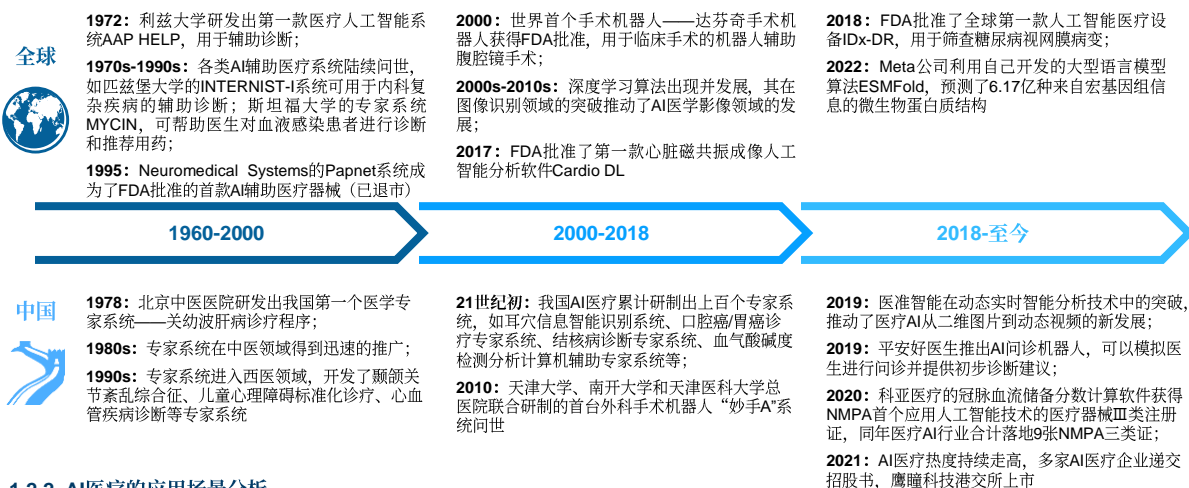 全球
1972：利兹大学研发出第一款医疗人工智能系
统AAP HELP，用于辅助诊断；
1970s-1990s：各类AI辅助医疗系统陆续问世，
如匹兹堡大学的INTERNIST-I系统可用于内科复
杂疾病的辅助诊断；斯坦福大学的专家系统
MYCIN，可帮助医生对血液感染患者进行诊断
和推荐用药；
1995：Neuromedical Systems的Papnet系统成
为了FDA批准的首款AI辅助医疗器械（已退市）
2000：世界首个手术机器人——达芬奇手术机
器人获得FDA批准，用于临床手术的机器人辅助
腹腔镜手术；
2000s-2010s：深度学习算法出现并发展，其在
图像识别领域的突破推动了AI医学影像领域的发
展；
2017：FDA批准了第一款心脏磁共振成像人工
智能分析软件Cardio DL
2018：FDA批准了全球第一款人工智能医疗设
备IDx-DR，用于筛查糖尿病视网膜病变；
2022：Meta公司利用自己开发的大型语言模型
算法ESMFold，预测了6.17亿种来自宏基因组信
息的微生物蛋白质结构
1960-2000
2000-2018
2018-至今
中国
1978：北京中医医院研发出我国第一个医学专
家系统——关幼波肝病诊疗程序；
1980s：专家系统在中医领域得到迅速的推广；
1990s：专家系统进入西医领域，开发了颞颌关
节紊乱综合征、儿童心理障碍标准化诊疗、心血
管疾病诊断等专家系统
21世纪初：我国AI医疗累计研制出上百个专家系
统，如耳穴信息智能识别系统、口腔癌/胃癌诊
疗专家系统、结核病诊断专家系统、血气酸碱度
检测分析计算机辅助专家系统等；
2010：天津大学、南开大学和天津医科大学总
医院联合研制的首台外科手术机器人“妙手A”系
统问世
2019：医准智能在动态实时智能分析技术中的突破，
推动了医疗AI从二维图片到动态视频的新发展；
2019：平安好医生推出AI问诊机器人，可以模拟医
生进行问诊并提供初步诊断建议；
2020：科亚医疗的冠脉血流储备分数计算软件获得
NMPA首个应用人工智能技术的医疗器械Ⅲ类注册
证，同年医疗AI行业合计落地9张NMPA三类证；
2021：AI医疗热度持续走高，多家AI医疗企业递交
招股书，鹰瞳科技港交所上市
1.2.2 AI医疗的应用场景分析